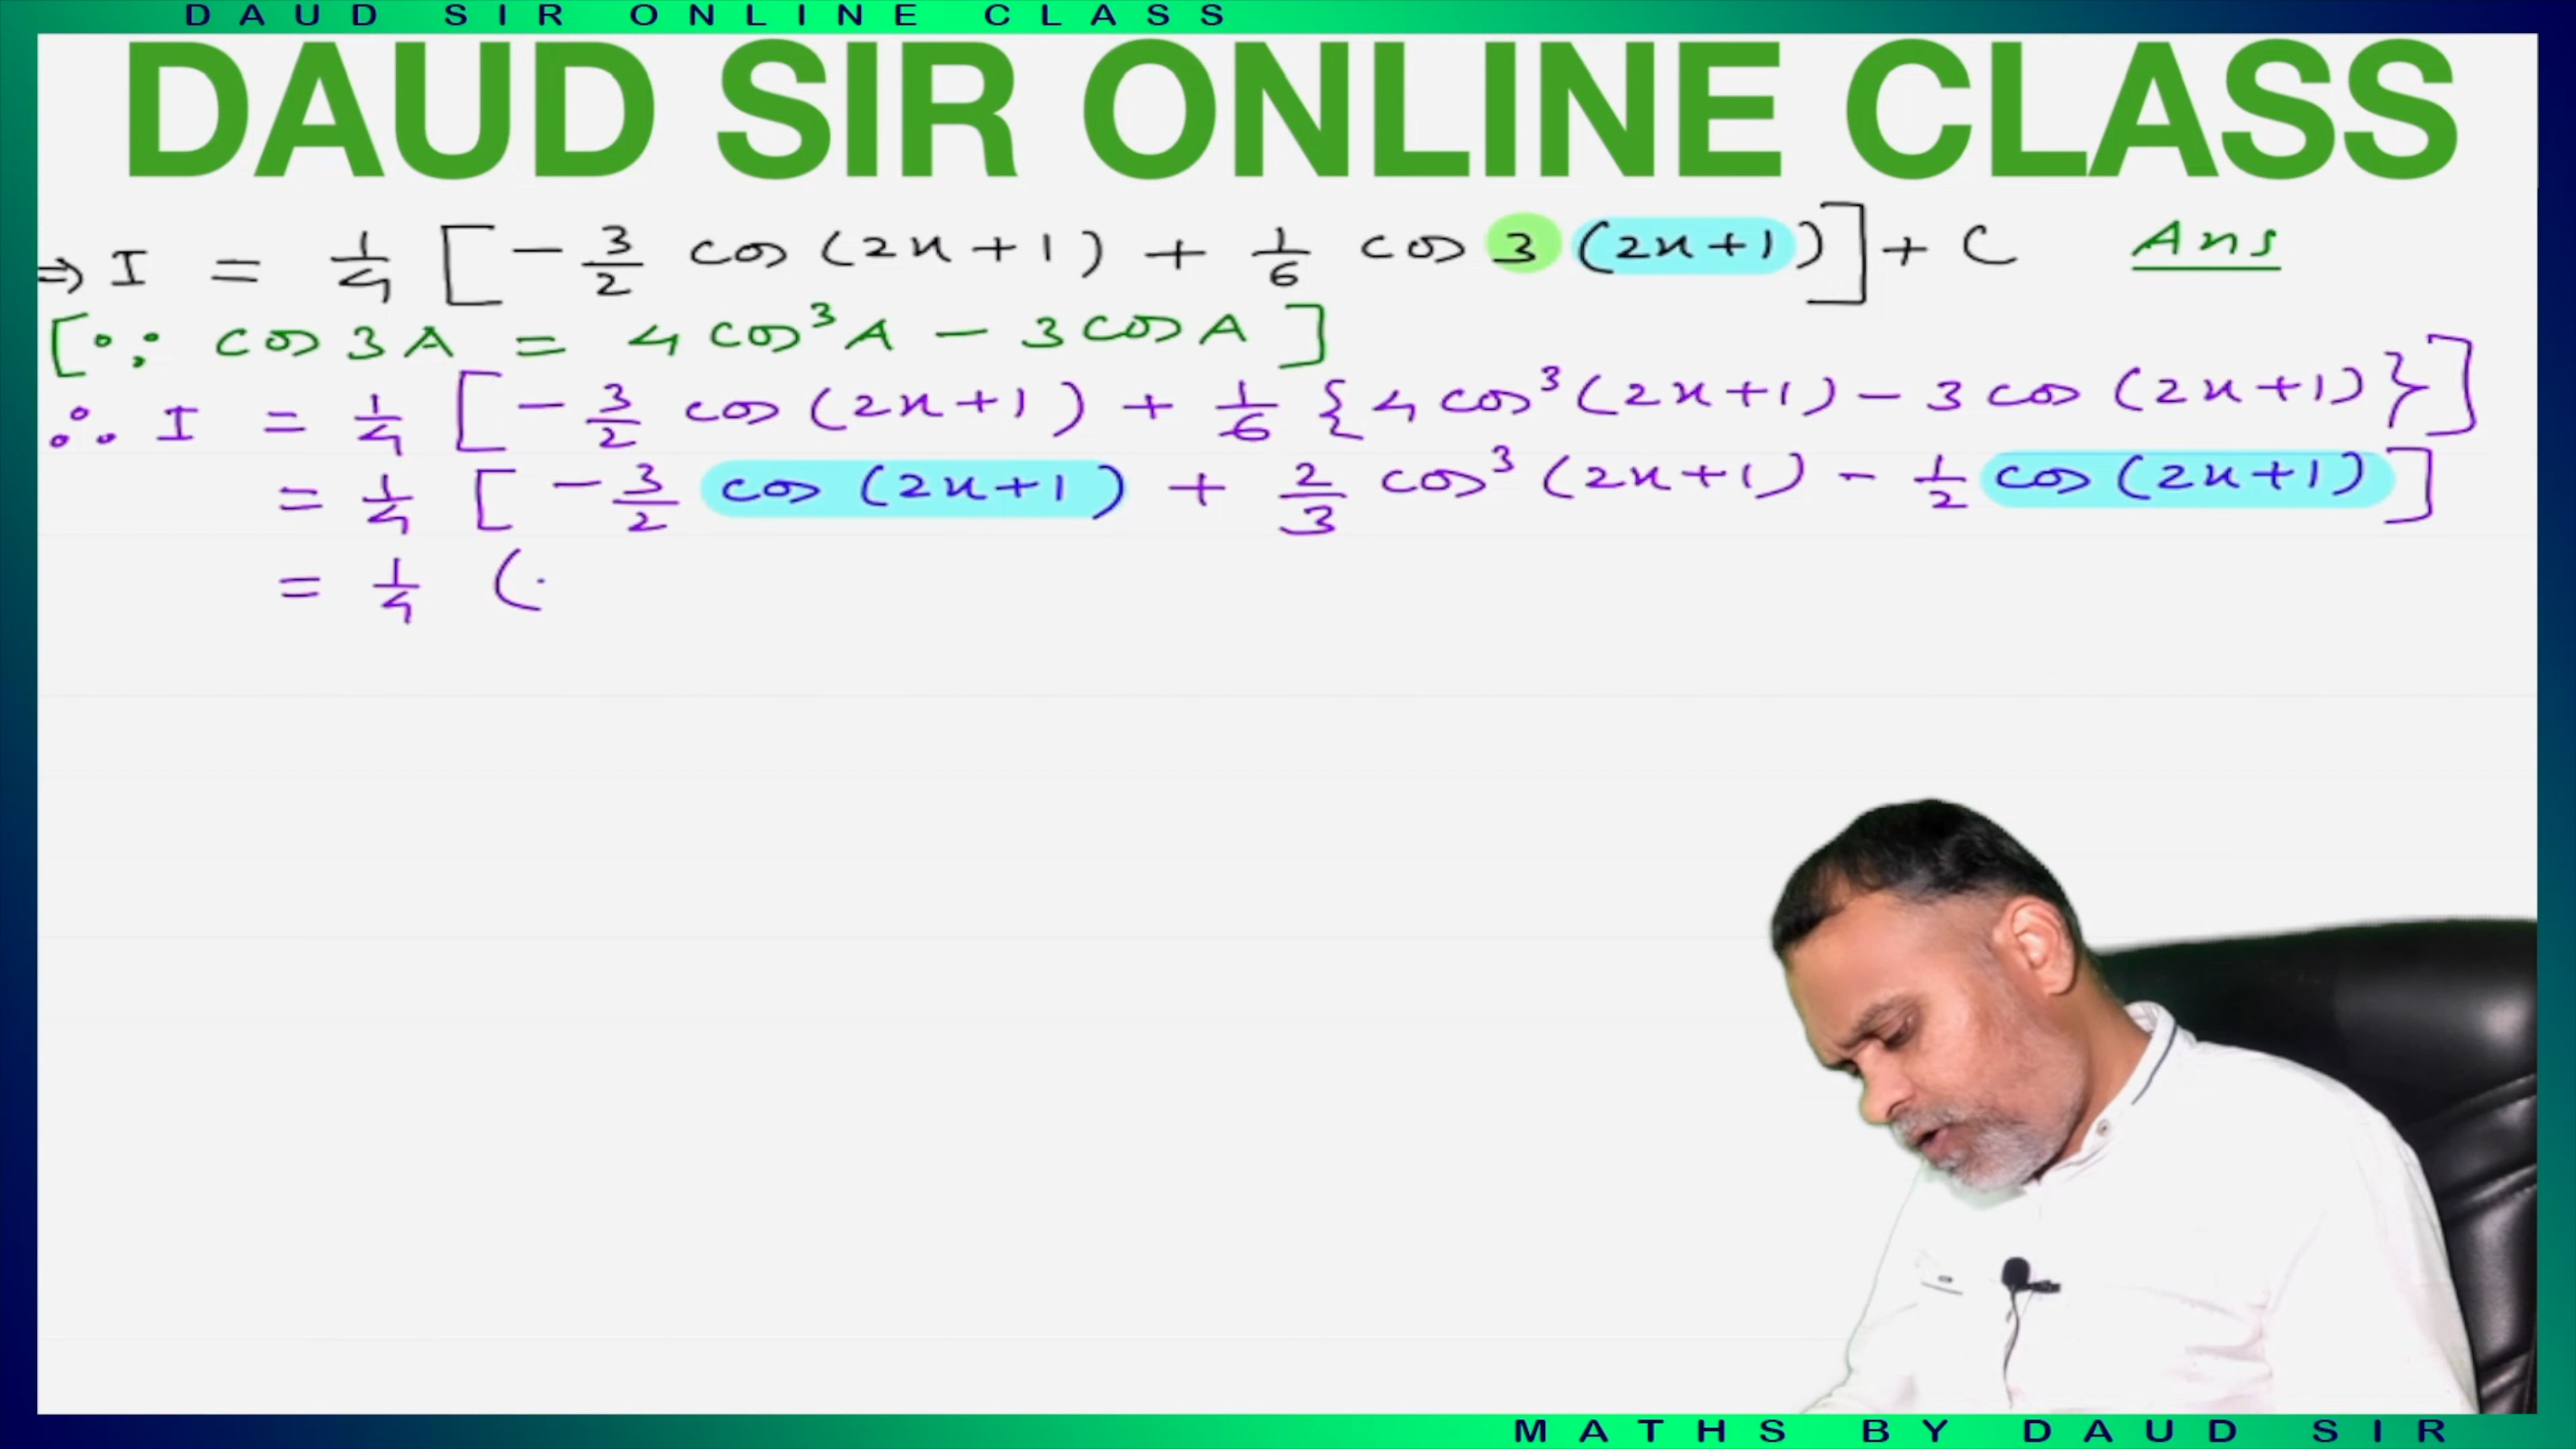 DAUD SIR ONLINE CLASS
DAUD SIR ONLINE CLASS
⇒ I = 1/4 [ - 3/2 cos (2x+1) + 1/6 cos 3 (2x+1) ] + C Ans
[∵ cos 3A = 4 cos³A - 3 cos A ]
∴ I = 1/4 [ - 3/2 cos (2x+1) + 1/6 { 4 cos³ (2x+1) - 3 cos (2x+1) } ]
= 1/4 [ - 3/2 cos (2x+1) + 2/3 cos³ (2x+1) - 1/2 cos (2x+1) ]
= 1/4 (
MATHS BY DAUD SIR